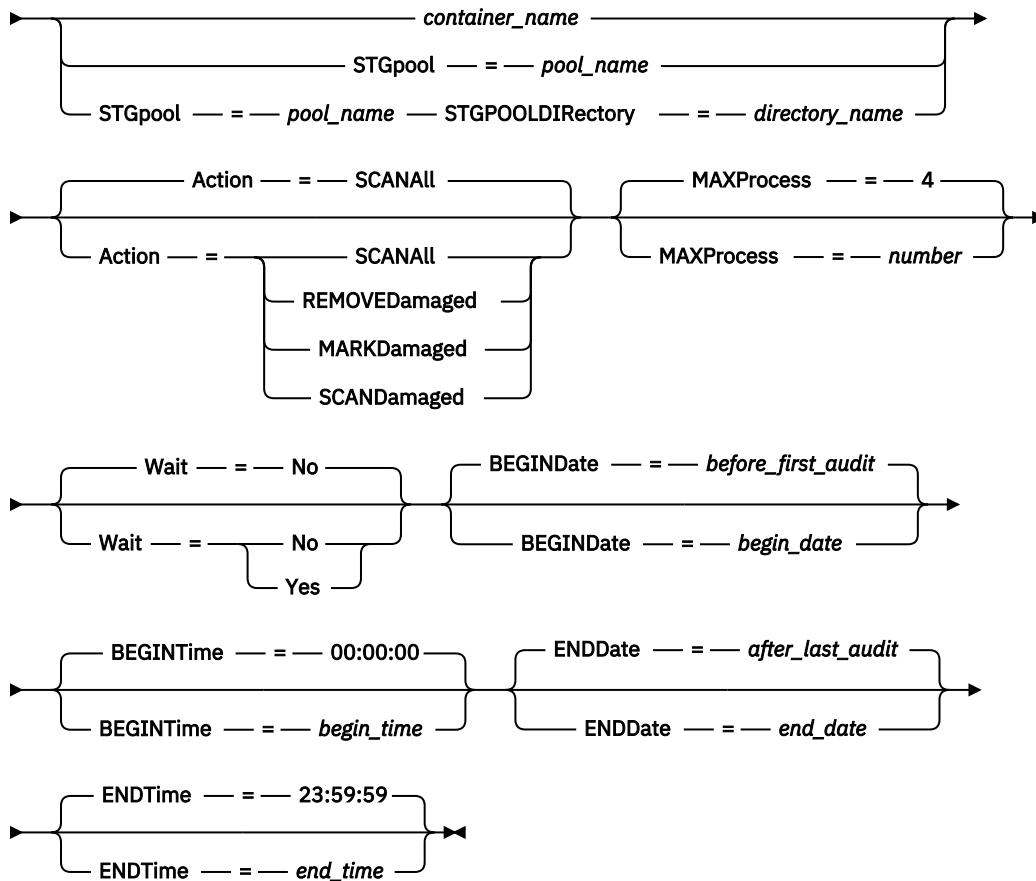 container_name
STGpool = pool_name
STGpool = pool_name STGPOOLDIRectory = directory_name
Action = SCANAll MAXProcess = 4
Action = SCANAll MAXProcess = number
REMOVEDamaged
MARKDamaged
SCANDamaged
Wait = No BEGINDate = before_first_audit
Wait = No BEGINDate = begin_date
Yes
BEGINTime = 00:00:00 ENDDate = after_last_audit
BEGINTime = begin_time ENDDate = end_date
ENDTime = 23:59:59
ENDTime = end_time